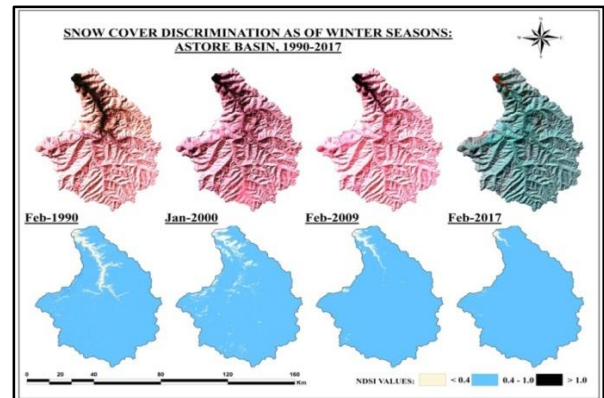 SNOW COVER DISCRIMINATION AS OF WINTER SEASONS:
ASTORE BASIN, 1990-2017
N
Feb-1990 Jan-2000 Feb-2009 Feb-2017
0 20 40 80 120 160
Km
NDSI VALUES: < 0.4 0.4 - 1.0 > 1.0